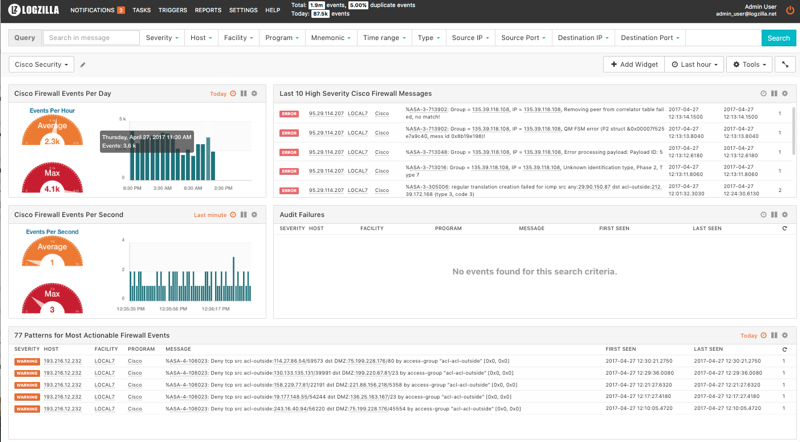 LOGZILLA NOTIFICATIONS 3 TASKS TRIGGERS REPORTS SETTINGS HELP Total: 1.9m events, 5.00% duplicate events Admin User
Today: 87.5k events admin_user@logzilla.net
Query Search in message Severity Host Facility Program Mnemonic Time range Type Source IP Source Port Destination IP Destination Port Search
Cisco Security + Add Widget Last hour Tools
Cisco Firewall Events Per Day Today
Events Per Hour
Average
2.3k
Max
4.1k
5 k
Thursday, April 27, 2017 11:30 AM
Events: 3.6 k
0
6:30 PM 3:30 AM 8:30 AM 2:30 PM
Last 10 High Severity Cisco Firewall Messages
ERROR 95.29.114.207 LOCAL7 Cisco %ASA-3-713902: Group = 135.39.118.108, IP = 135.39.118.108, Removing peer from correlator table fail 2017-04-27 2017-04-27 1
ed, no match! 12:13:14.1500 12:13:14.1500
ERROR 95.29.114.207 LOCAL7 Cisco %ASA-3-713902: Group = 135.39.118.108, IP = 135.39.118.108, QM FSM error (P2 struct 2017-04-27 2017-04-27 1
12:13:13.8040 12:13:13.8040
ERROR 95.29.114.207 LOCAL7 Cisco %ASA-3-713048: Group = 135.39.118.108, IP = 135.39.118.108, Error processing payload: Payload ID: 5 2017-04-27 2017-04-27 1
12:13:12.8180 12:13:12.6180
ERROR 95.29.114.207 LOCAL7 Cisco %ASA-3-713016: Group = 135.39.118.108, IP = 135.39.118.108, Unknown identification type, Phase 2, T 2017-04-27 2017-04-27 1
ype 7 12:13:11.8060 12:13:11.8060
ERROR 95.29.114.207 LOCAL7 Cisco %ASA-3-305006: regular translation creation failed for icmp src any:29.90.150.97 dst acl-outside:212. 2017-04-27 2017-04-27 2
39.172.168 (type 3, code 3) 12:01:32.3030 12:24:30.6130
Cisco Firewall Events Per Second Last minute
Events Per Second
Average
1
Max
3
4
2
0
12:35:35 PM 12:36:06 PM 12:36:17 PM
Audit Failures
SEVERITY HOST FACILITY PROGRAM MESSAGE FIRST SEEN LAST SEEN
No events found for this search criteria.
77 Patterns for Most Actionable Firewall Events Today
SEVERITY HOST FACILITY PROGRAM MESSAGE FIRST SEEN LAST SEEN
WARNING 193.216.12.232 LOCAL7 Cisco %ASA-4-106023: Deny tcp src acl-outside:114.27.86.54/59573 dst DMZ:75.199.228.176/80 by access-group "acl-acl-outside" [0x0, 0x0] 2017-04-27 12:30:21.2750 2017-04-27 12:30:21.2750 1
WARNING 193.216.12.232 LOCAL7 Cisco %ASA-4-106023: Deny tcp src acl-outside:130.133.135.131/39991 dst DMZ:199.220.67.81/23 by access-group "acl-acl-outside" [0x0, 0x0] 2017-04-27 12:29:36.0080 2017-04-27 12:29:36.0080 1
WARNING 193.216.12.232 LOCAL7 Cisco %ASA-4-106023: Deny tcp src acl-outside:158.229.77.81/22191 dst DMZ:221.88.156.218/5358 by access-group "acl-acl-outside" [0x0, 0x0] 2017-04-27 12:21:27.6320 2017-04-27 12:21:27.6320 1
WARNING 193.216.12.232 LOCAL7 Cisco %ASA-4-106023: Deny tcp src acl-outside:19.177.148.55/54244 dst DMZ:136.25.163.167/23 by access-group "acl-acl-outside" [0x0, 0x0] 2017-04-27 12:17:27.4180 2017-04-27 12:17:27.4180 1
WARNING 193.216.12.232 LOCAL7 Cisco %ASA-4-106023: Deny tcp src acl-outside:243.16.40.94/56220 dst DMZ:75.199.228.176/45554 by access-group "acl-acl-outside" [0x0, 0x0] 2017-04-27 12:10:05.4720 2017-04-27 12:10:05.4720 1